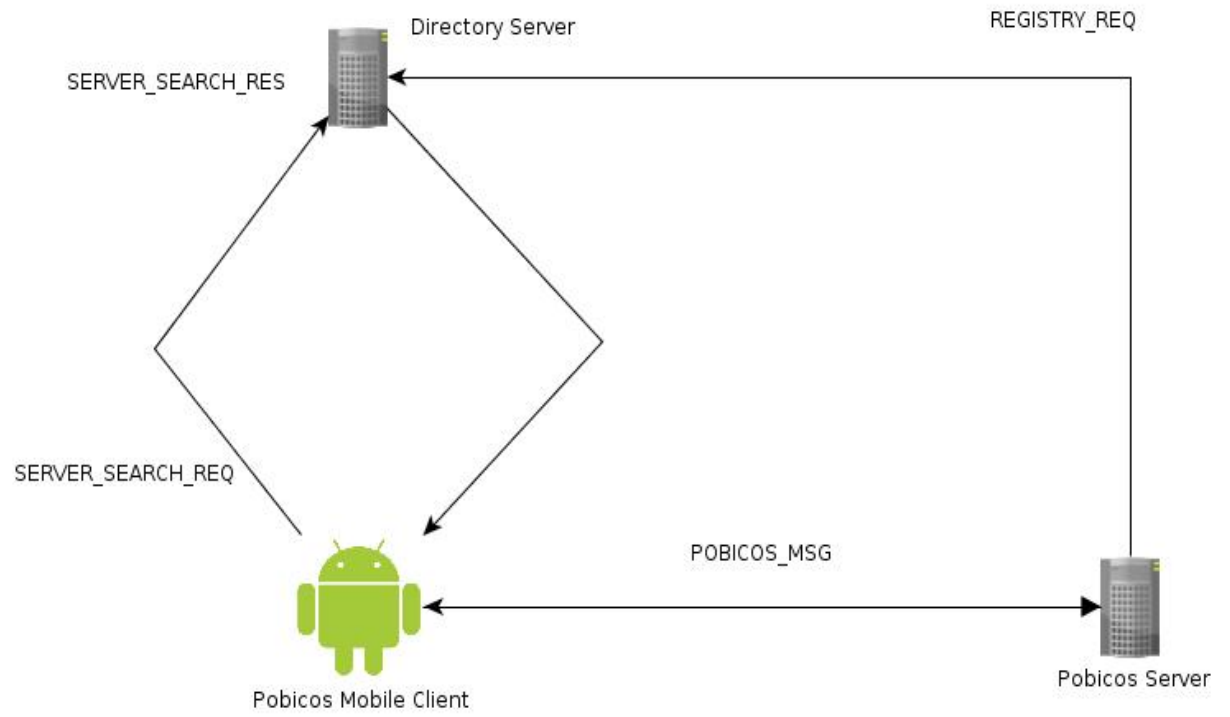 REGISTRY_REQ
Directory Server
SERVER_SEARCH_RES
SERVER_SEARCH_REQ
POBICOS_MSG
Pobicos Server
Pobicos Mobile Client